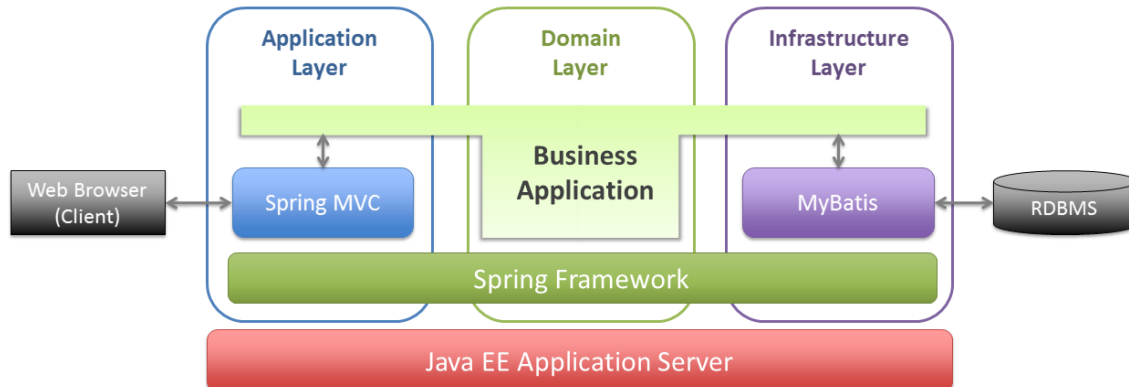 Application
Layer
Domain
Layer
Infrastructure
Layer
Business
Application
Web Browser
(Client)
Spring MVC
MyBatis
RDBMS
Spring Framework
Java EE Application Server